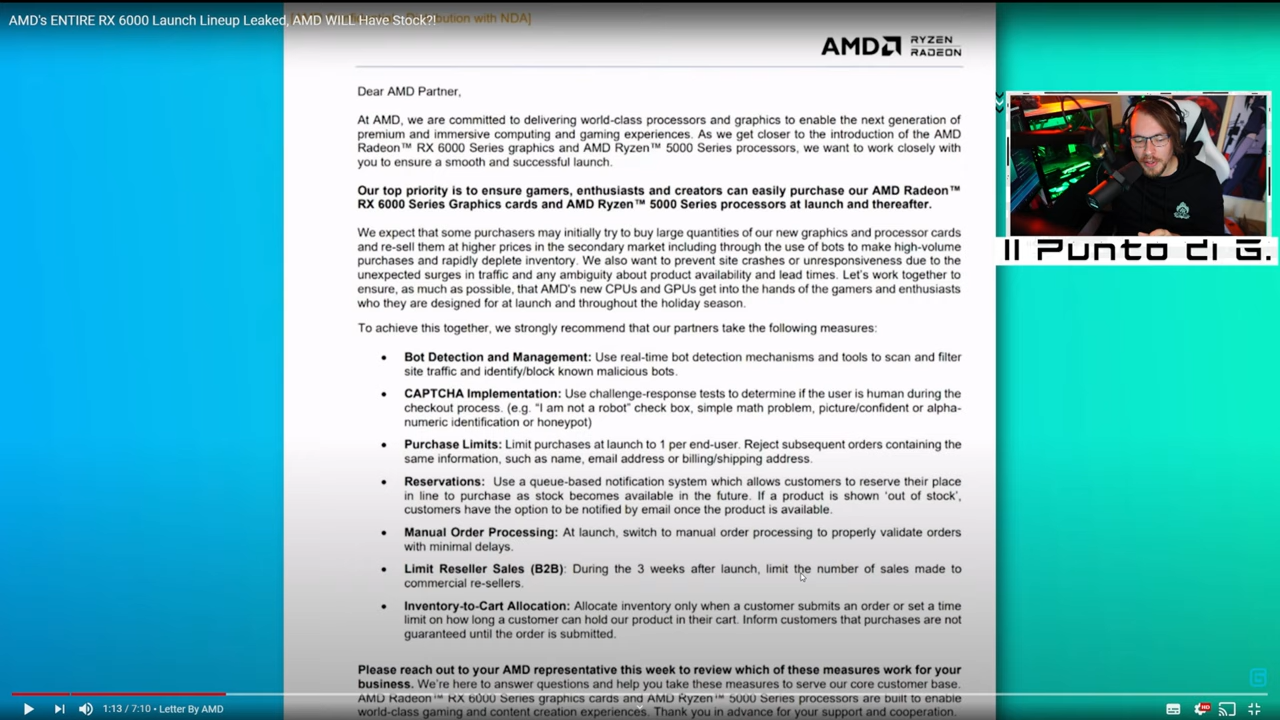 AMD's ENTIRE RX 6000 Launch Lineup Leaked, AMD WILL Have Stock?!
with NDA]
AMD RYZEN
RADEON
Dear AMD Partner,
At AMD, we are committed to delivering world-class processors and graphics to enable the next generation of
premium and immersive computing and gaming experiences. As we get closer to the introduction of the AMD
Radeon™ RX 6000 Series graphics and AMD Ryzen™ 5000 Series processors, we want to work closely with
you to ensure a smooth and successful launch.
Our top priority is to ensure gamers, enthusiasts and creators can easily purchase our AMD Radeon™
RX 6000 Series Graphics cards and AMD Ryzen™ 5000 Series processors at launch and thereafter.
We expect that some purchasers may initially try to buy large quantities of our new graphics and processor cards
and re-sell them at higher prices in the secondary market including through the use of bots to make high-volume
purchases and rapidly deplete inventory. We also want to prevent site crashes or unresponsiveness due to the
unexpected surges in traffic and any ambiguity about product availability and lead times. Let's work together to
ensure, as much as possible, that AMD's new CPUs and GPUs get into the hands of the gamers and enthusiasts
who they are designed for at launch and throughout the holiday season.
To achieve this together, we strongly recommend that our partners take the following measures:
• Bot Detection and Management: Use real-time bot detection mechanisms and tools to scan and filter
site traffic and identify/block known malicious bots.
• CAPTCHA Implementation: Use challenge-response tests to determine if the user is human during the
checkout process. (e.g. "I am not a robot" check box, simple math problem, picture/confident or alpha-
numeric identification or honeypot)
• Purchase Limits: Limit purchases at launch to 1 per end-user. Reject subsequent orders containing the
same information, such as name, email address or billing/shipping address.
• Reservations: Use a queue-based notification system which allows customers to reserve their place
in line to purchase as stock becomes available in the future. If a product is shown 'out of stock',
customers have the option to be notified by email once the product is available.
• Manual Order Processing: At launch, switch to manual order processing to properly validate orders
with minimal delays.
• Limit Reseller Sales (B2B): During the 3 weeks after launch, limit the number of sales made to
commercial re-sellers.
• Inventory-to-Cart Allocation: Allocate inventory only when a customer submits an order or set a time
limit on how long a customer can hold our product in their cart. Inform customers that purchases are not
guaranteed until the order is submitted.
Please reach out to your AMD representative this week to review which of these measures work for your
business. We're here to answer questions and help you take these measures to serve our core customer base.
AMD Radeon™ RX 6000 Series graphics cards and AMD Ryzen™ 5000 Series processors are built to enable
world-class gaming and content creation experiences. Thank you in advance for your support and cooperation.
Il Punto di G.
1:13 / 7:10 • Letter By AMD
HD